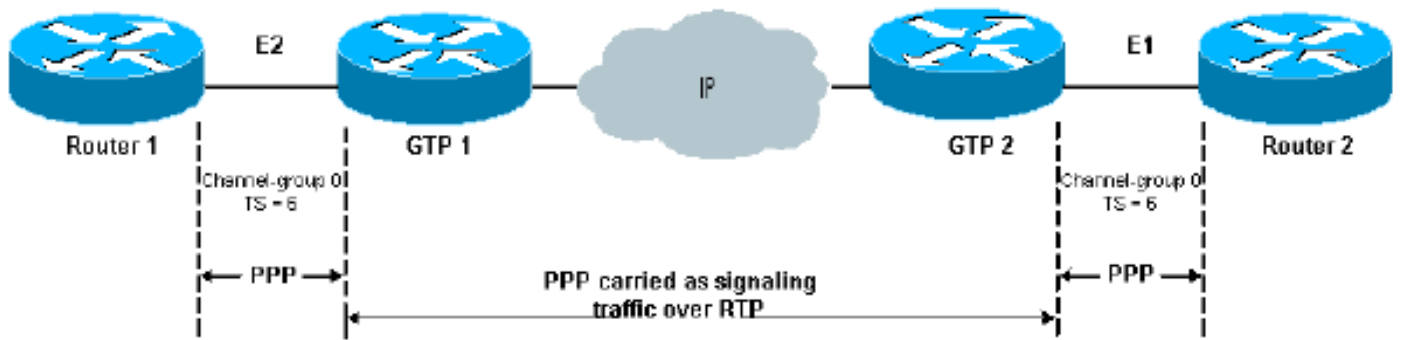 E2
E1
IP
Router 1
GTP 1
GTP 2
Router 2
Channel-group 0
TS = 6
Channel-group 0
TS = 6
PPP
PPP carried as signaling
traffic over RTP
PPP